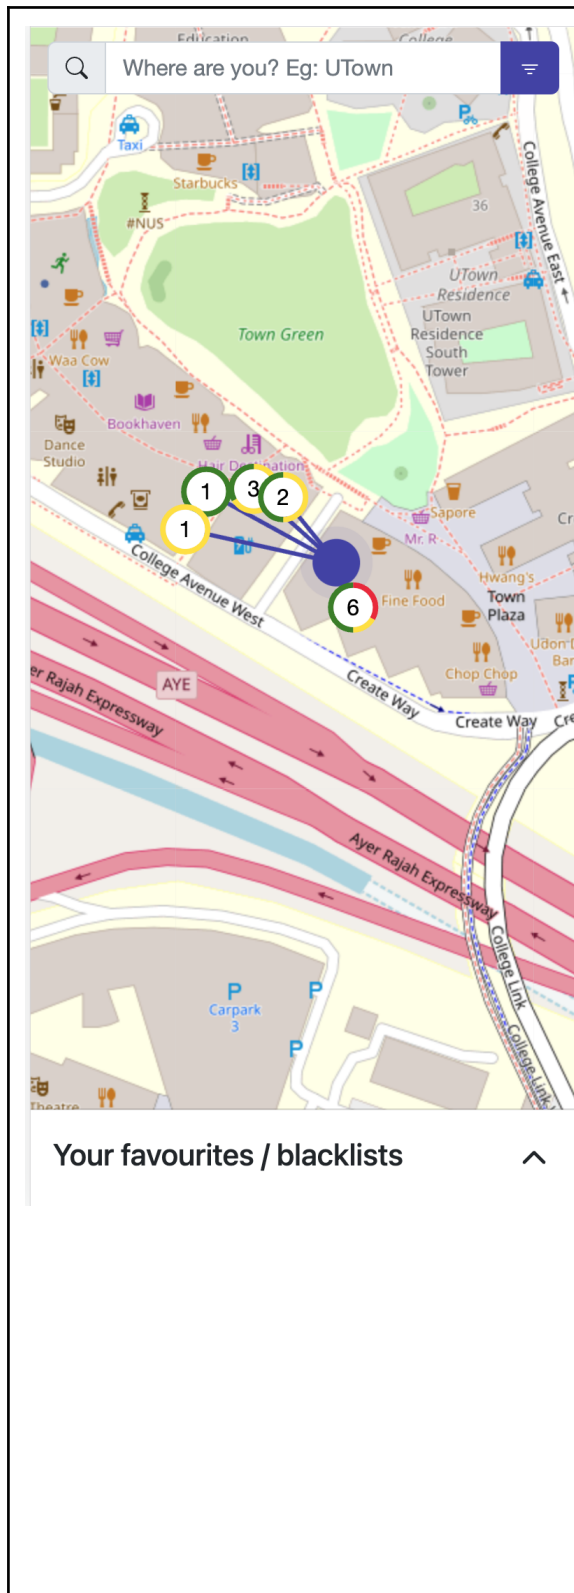 Education
College
Where are you? Eg: UTown
Taxi
Starbucks
#NUS
36
College Avenue East
UTown
Residence
UTown
Residence
South
Tower
Town Green
Waa Cow
Bookhaven
Dance
Studio
Hair Destination
1
3
2
1
6
Sapore
Mr. R
Cr
Hwang's
Town
Plaza
Fine Food
Chop Chop
College Avenue West
Create Way
Create Way
Cre
AYE
er Rajah Expressway
Ayer Rajah Expressway
College Link
College Link
P
Carpark
3
P
P
Theatre
Your favourites / blacklists